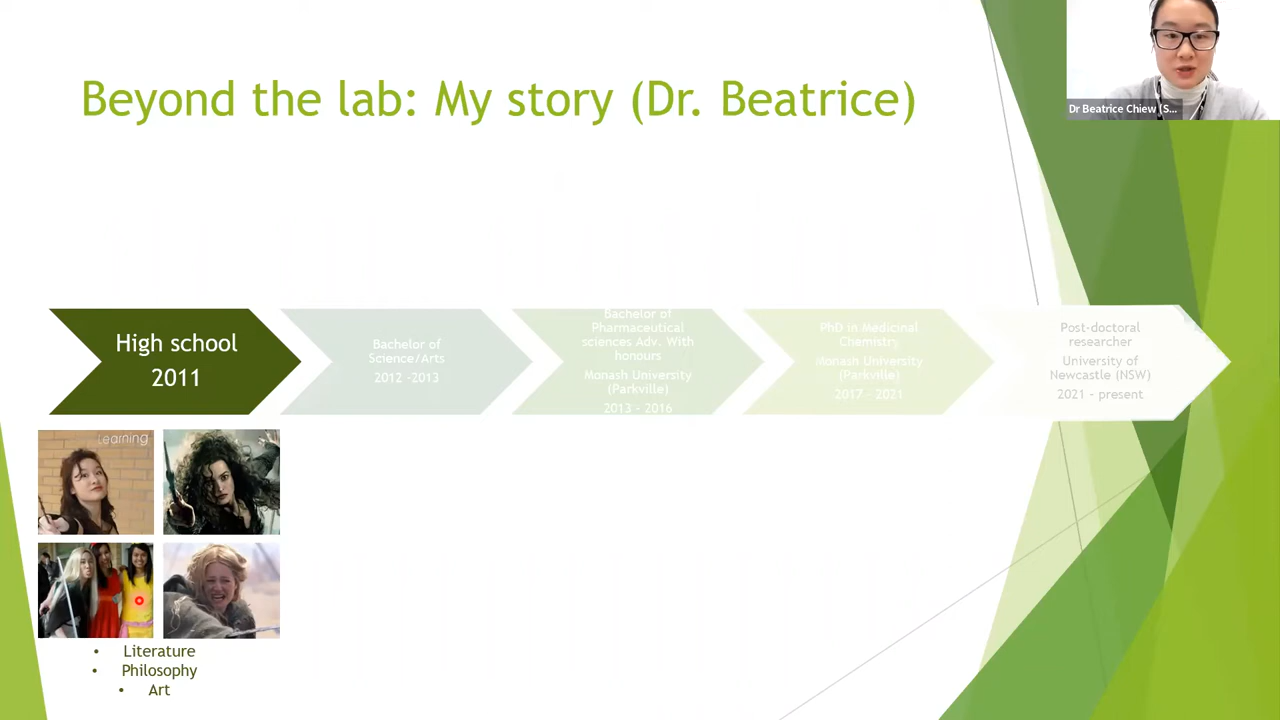 Beyond the lab: My story (Dr. Beatrice)
Dr Beatrice Chiew (S...
High school
2011
Bachelor of
Science/Arts
2012 -2013
Bachelor of
Pharmaceutical
sciences Adv. With
honours
Monash University
(Parkville)
2013 - 2016
PhD in Medicinal
Chemistry
Monash University
(Parkville)
2017 - 2021
Post-doctoral
researcher
University of
Newcastle (NSW)
2021 – present
Learning
• Literature
• Philosophy
• Art